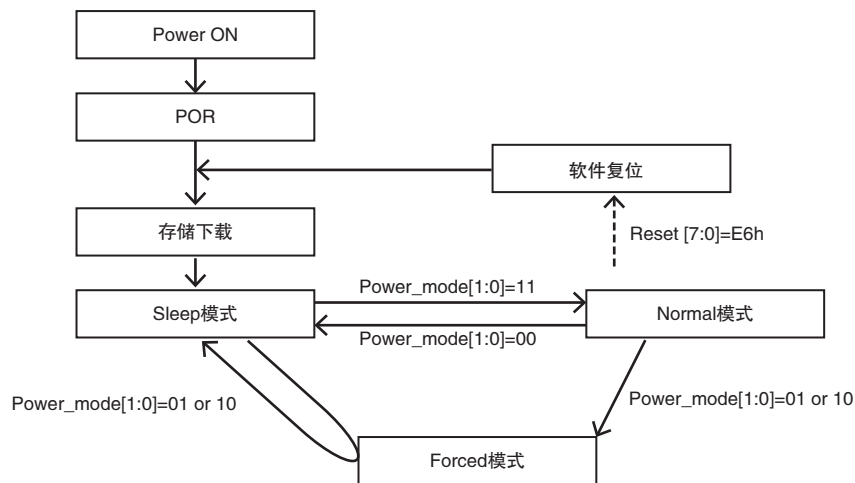 Power ON
POR
软件复位
存储下载
Reset [7:0]=E6h
Power_mode[1:0]=11
Sleep模式
Normal模式
Power_mode[1:0]=00
Power_mode[1:0]=01 or 10
Power_mode[1:0]=01 or 10
Forced模式